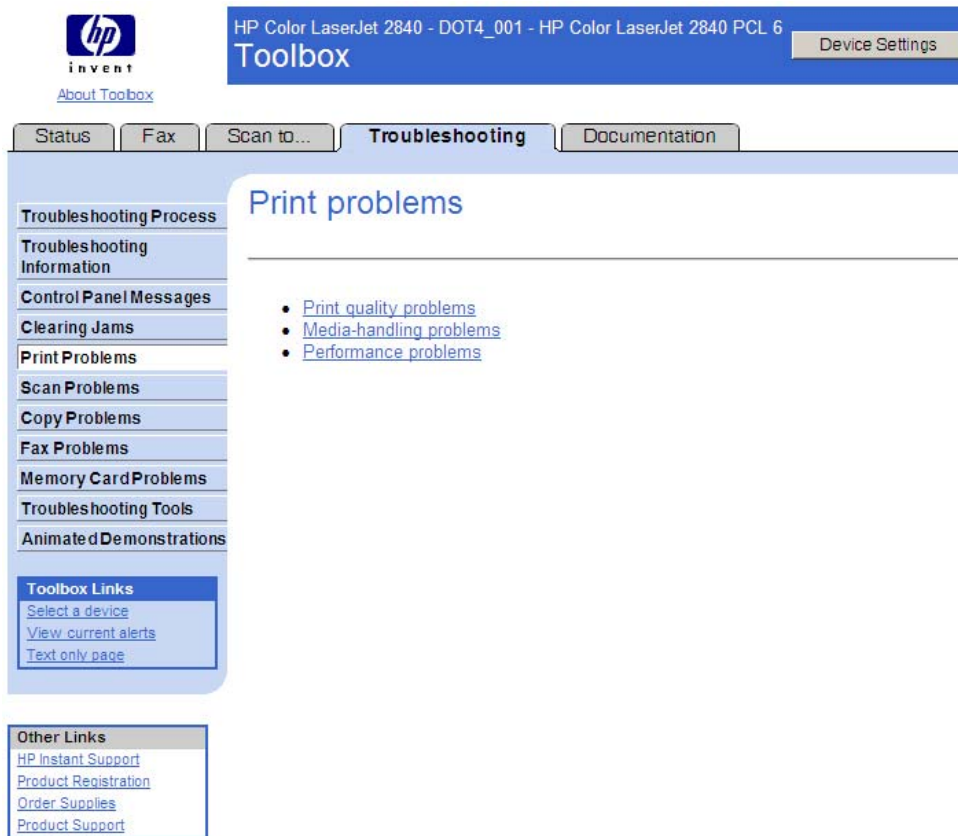 hp
invent
About Toolbox
HP Color LaserJet 2840 - DOT4_001 - HP Color LaserJet 2840 PCL 6
Toolbox
Device Settings
Status
Fax
Scan to...
Troubleshooting
Documentation
Troubleshooting Process
Troubleshooting
Information
Control Panel Messages
Clearing Jams
Print Problems
Scan Problems
Copy Problems
Fax Problems
Memory Card Problems
Troubleshooting Tools
Animated Demonstrations
Toolbox Links
Select a device
View current alerts
Text only page
Other Links
HP Instant Support
Product Registration
Order Supplies
Product Support
Print problems
• Print quality problems
• Media-handling problems
• Performance problems